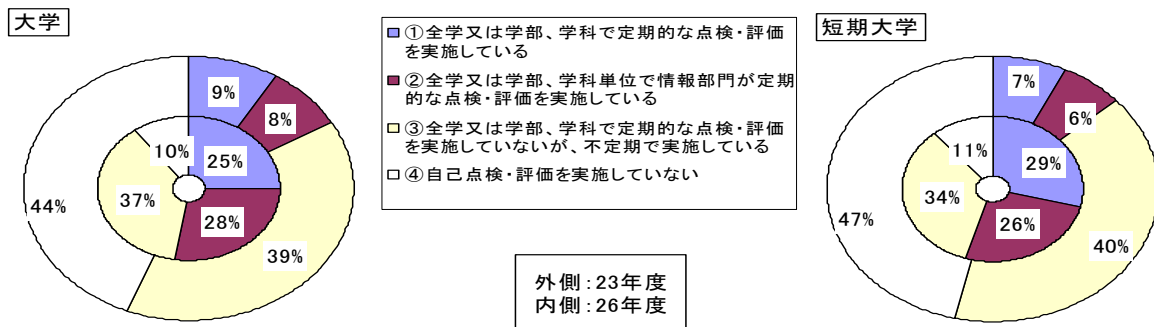 大学
9%
8%
39%
44%
25%
28%
37%
10%
①全学又は学部、学科で定期的な点検・評価
を実施している
②全学又は学部、学科単位で情報部門が定期
的な点検・評価を実施している
③全学又は学部、学科で定期的な点検・評価
を実施していないが、不定期で実施している
④自己点検・評価を実施していない
外側:23年度
内側:26年度
短期大学
7%
6%
40%
47%
29%
26%
34%
11%